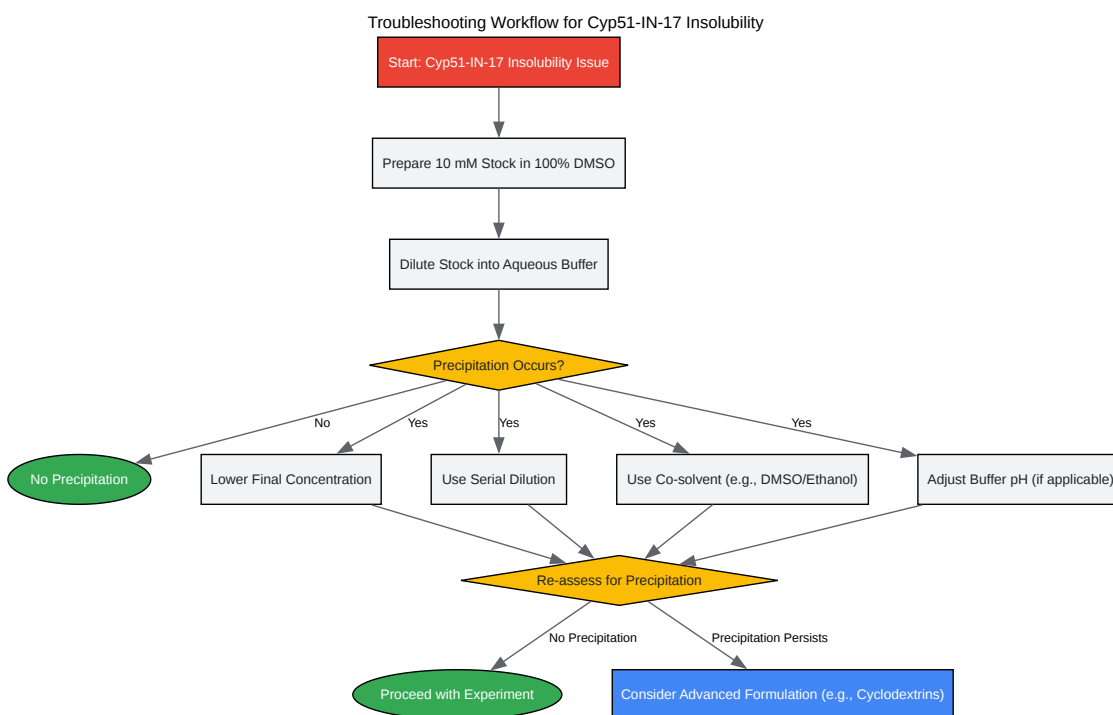 Troubleshooting Workflow for Cyp51-IN-17 Insolubility
Start: Cyp51-IN-17 Insolubility Issue
Prepare 10 mM Stock in 100% DMSO
Dilute Stock into Aqueous Buffer
Precipitation Occurs?
No
Yes
Yes
Yes
Yes
No Precipitation
Lower Final Concentration
Use Serial Dilution
Use Co-solvent (e.g., DMSO/Ethanol)
Adjust Buffer pH (if applicable)
Re-assess for Precipitation
No Precipitation
Precipitation Persists
Proceed with Experiment
Consider Advanced Formulation (e.g., Cyclodextrins)